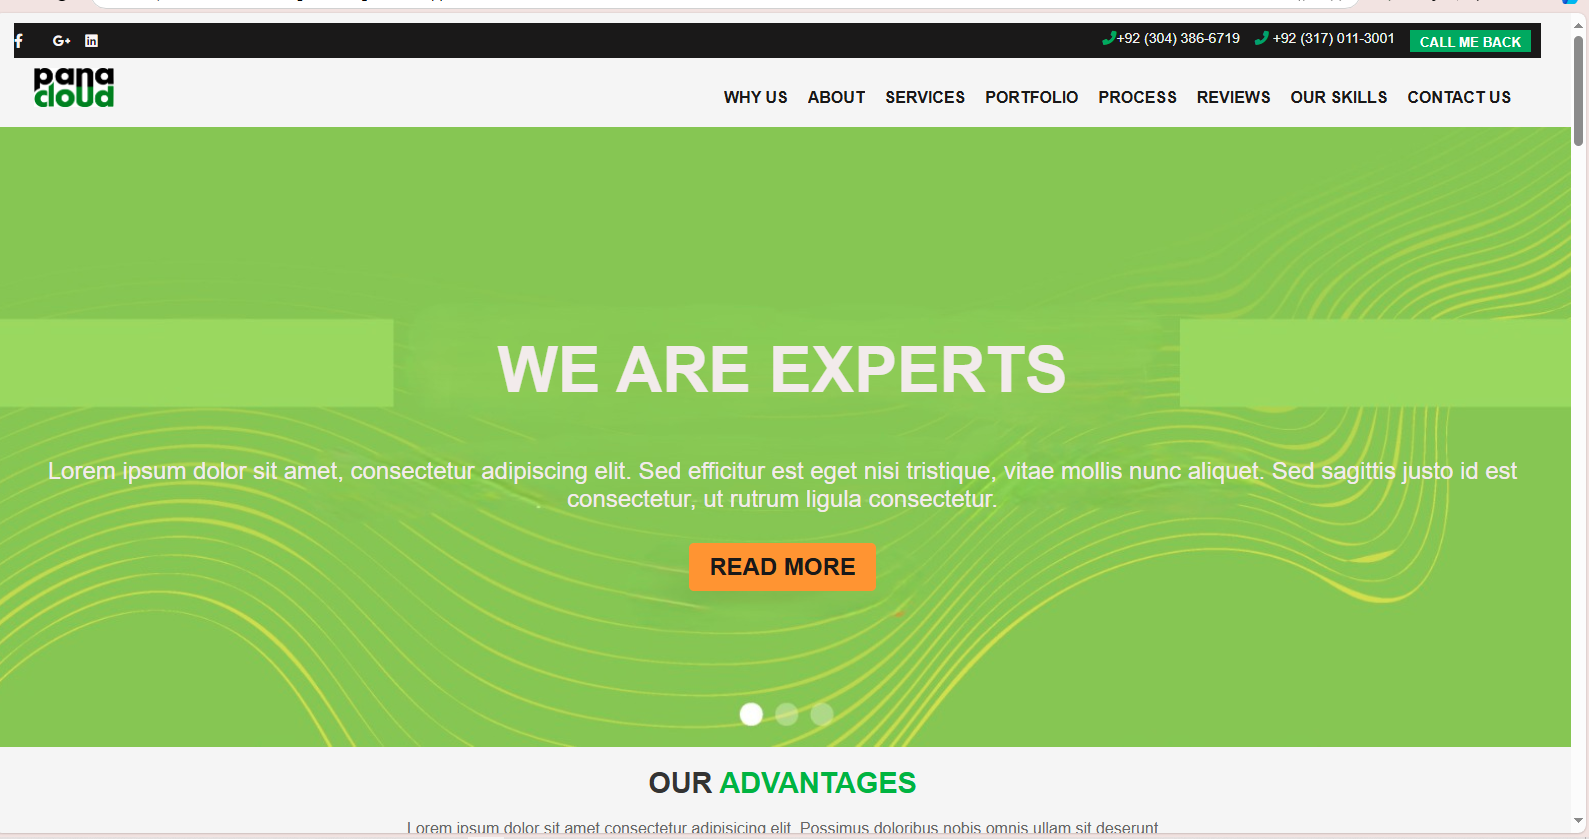 +92 (304) 386-6719 +92 (317) 011-3001 CALL ME BACK
pana
cloud
WHY US ABOUT SERVICES PORTFOLIO PROCESS REVIEWS OUR SKILLS CONTACT US
WE ARE EXPERTS
Lorem ipsum dolor sit amet, consectetur adipiscing elit. Sed efficitur est eget nisi tristique, vitae mollis nunc aliquet. Sed sagittis justo id est
consectetur, ut rutrum ligula consectetur.
READ MORE
OUR ADVANTAGES
Lorem ipsum dolor sit amet consectetur adipisicing elit. Possimus doloribus nobis omnis ullam sit deserunt